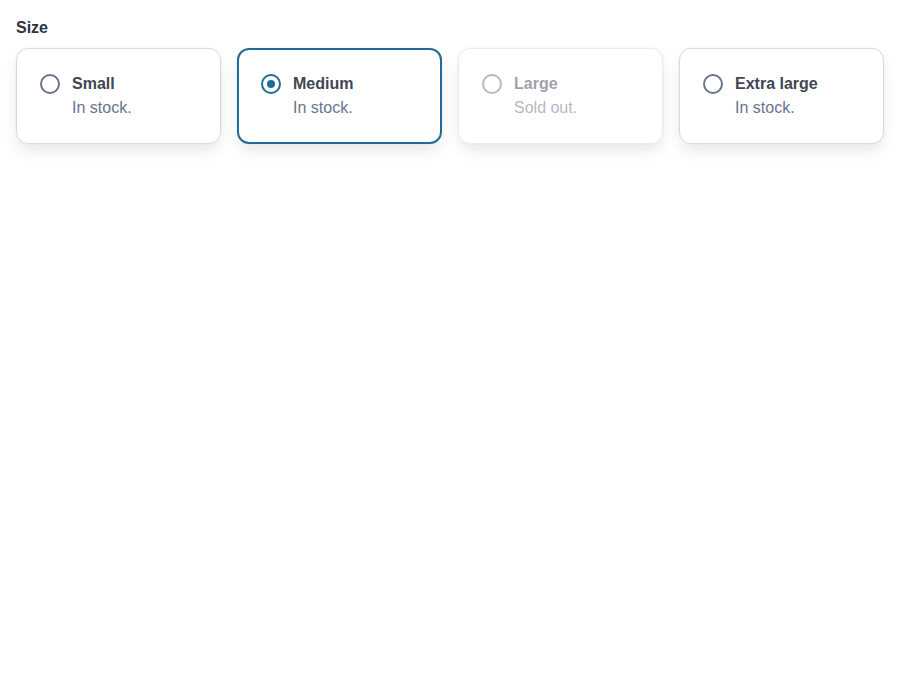 Size
Small
In stock.
Medium
In stock.
Large
Sold out.
Extra large
In stock.